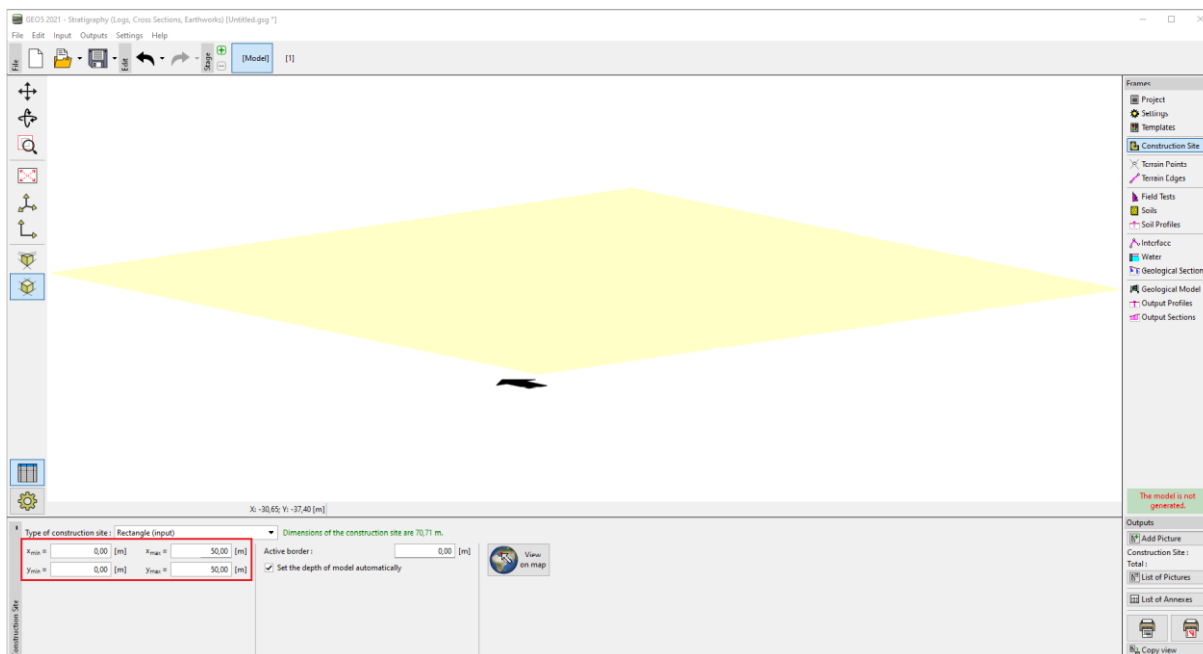 GEO5 2021 - Stratigraphy (Logs, Cross Sections, Earthworks) [Untitled.gsg *]
File Edit Input Outputs Settings Help
File
Edit
Stage
[Model] [1]
Frames
Project
Settings
Templates
Construction Site
Terrain Points
Terrain Edges
Field Tests
Soils
Soil Profiles
Interface
Water
Geological Section
Geological Model
Output Profiles
Output Sections
X: -30,65; Y: -37,40 [m]
The model is not
generated.
Construction Site
Type of construction site : Rectangle (input) Dimensions of the construction site are 70,71 m.
xmin = 0,00 [m] xmax = 50,00 [m] Active border : 0,00 [m]
ymin = 0,00 [m] ymax = 50,00 [m] Set the depth of model automatically
View
on map
Outputs
Add Picture
Construction Site :
Total :
List of Pictures
List of Annexes
Copy view